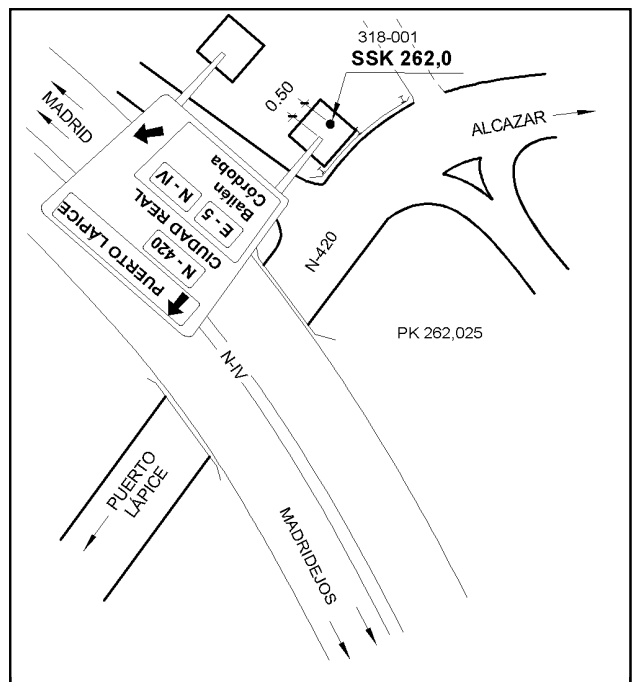 318-001
SSK 262,0
0.50
MADRID
ALCAZAR
Bailén
Córdoba
N - IV
E - 5
CIUDAD REAL
N - 420
PUERTO LÁPICE
N-420
PK 262,025
N-IV
PUERTO
LÁPICE
MADRIDEJOS